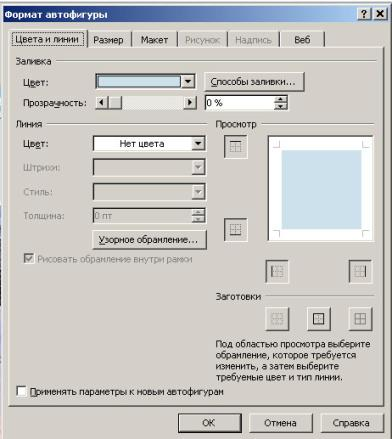 Формат автофигуры
Цвета и линии Размер Макет Рисунок Надпись Веб
Заливка
Цвет: Способы заливки...
Прозрачность: 0 %
Линия Просмотр
Цвет: Нет цвета
Штрихи:
Стиль:
Толщина: 0 пт
Узорное обрамление...
Рисовать обрамление внутри рамки
Заготовки
Под областью просмотра выберите
обрамление, которое требуется
изменить, а затем выберите
требуемые цвет и тип линии.
Применять параметры к новым автофигурам
ОК Отмена Справка